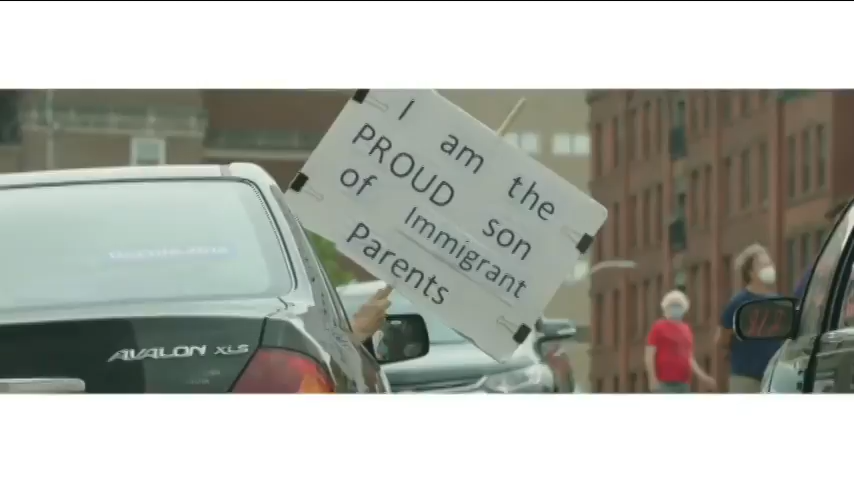 I am the
PROUD son
of Immigrant
Parents
AVALON XLS